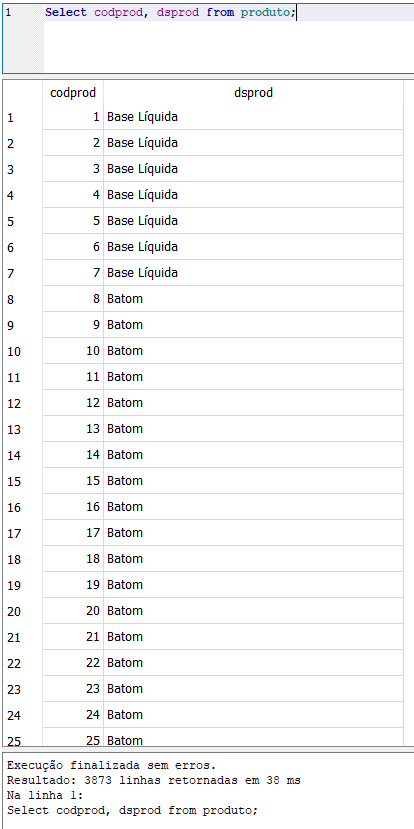 1 Select codprod, dsprod from produto;
codprod dsprod
1 1 Base Líquida
2 2 Base Líquida
3 3 Base Líquida
4 4 Base Líquida
5 5 Base Líquida
6 6 Base Líquida
7 7 Base Líquida
8 8 Batom
9 9 Batom
10 10 Batom
11 11 Batom
12 12 Batom
13 13 Batom
14 14 Batom
15 15 Batom
16 16 Batom
17 17 Batom
18 18 Batom
19 19 Batom
20 20 Batom
21 21 Batom
22 22 Batom
23 23 Batom
24 24 Batom
25 25 Batom
Execução finalizada sem erros.
Resultado: 3873 linhas retornadas em 38 ms
Na linha 1:
Select codprod, dsprod from produto;